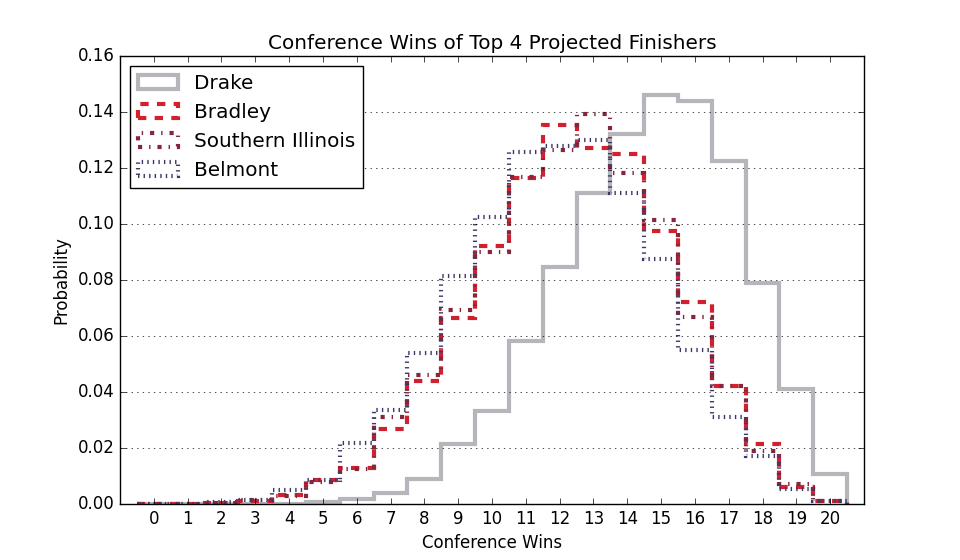 Conference Wins of Top 4 Projected Finishers
0.16
0.14
0.12
0.10
0.08
0.06
0.04
0.02
0.00
Probability
Drake
Bradley
Southern Illinois
Belmont
0 1 2 3 4 5 6 7 8 9 10 11 12 13 14 15 16 17 18 19 20
Conference Wins